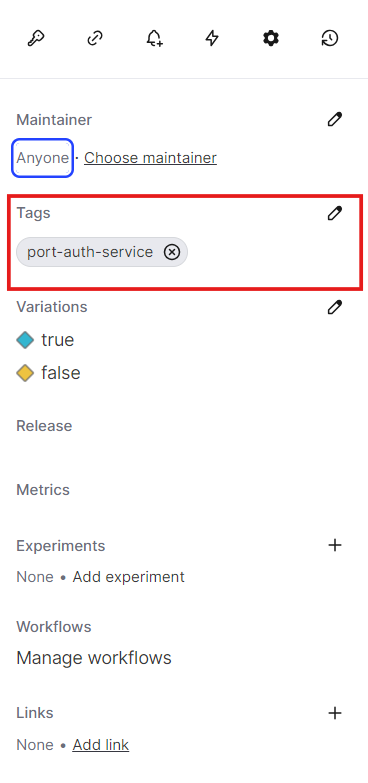 Maintainer
Anyone · Choose maintainer
Tags
port-auth-service
Variations
true
false
Release
Metrics
Experiments
None • Add experiment
Workflows
Manage workflows
Links
None • Add link